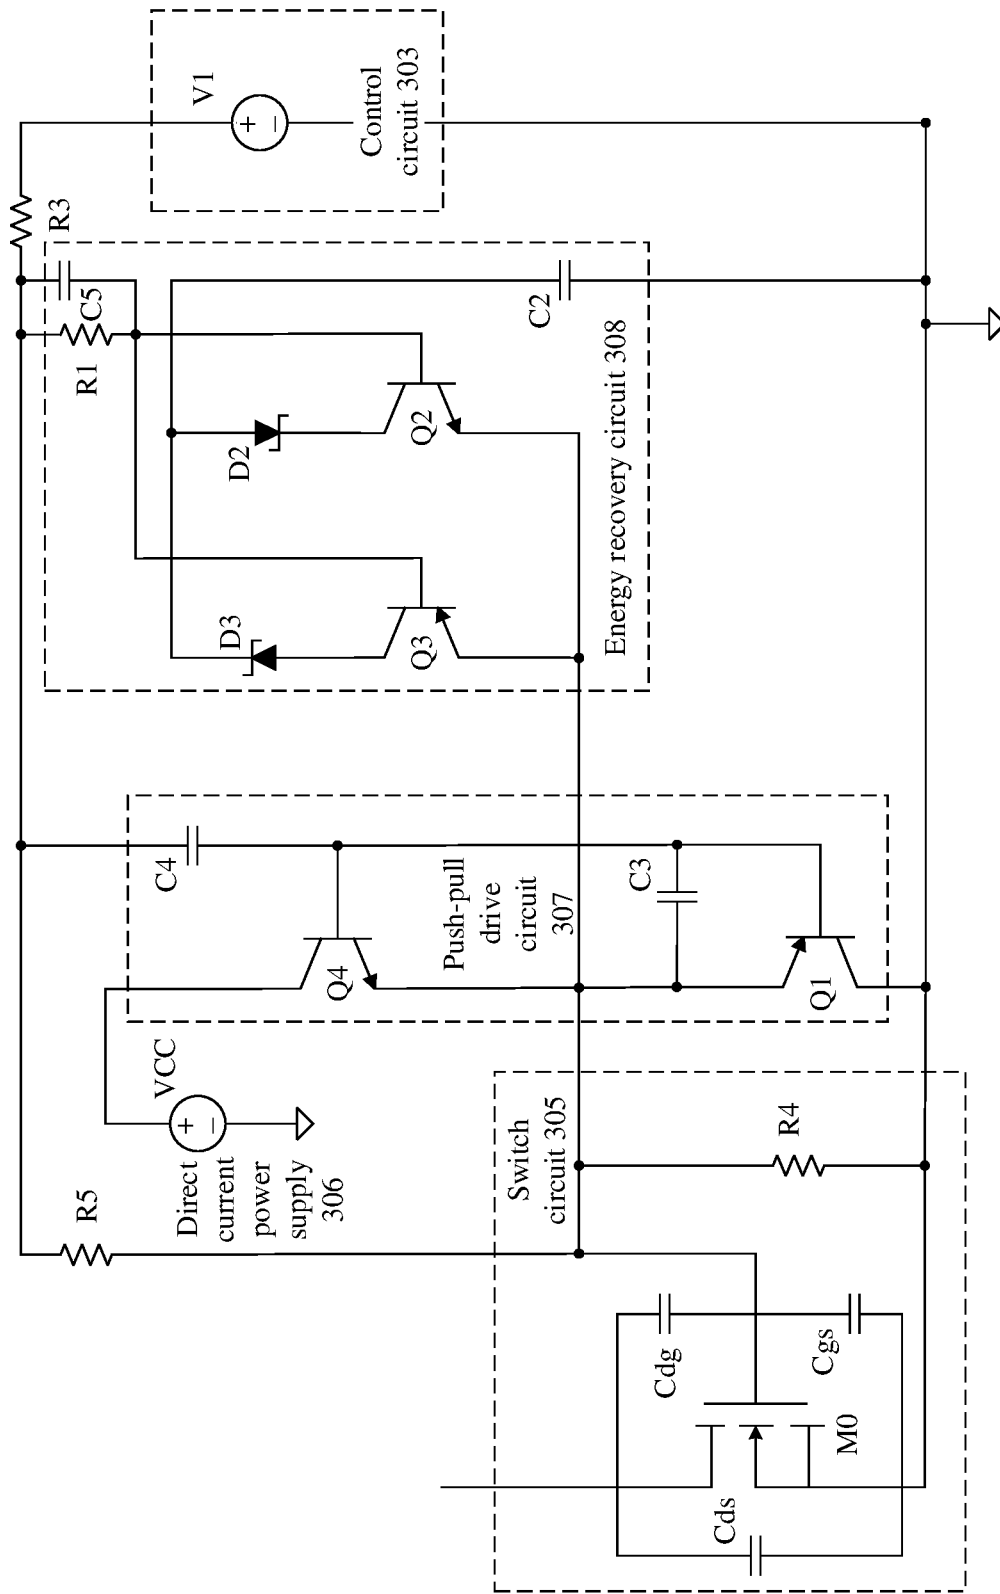 R5
Direct
current
power
supply
306
VCC
Switch
circuit 305
R4
Cdg
Cds
Cgs
M0
C4
Q4
Push-pull
drive
circuit
307
C3
Q1
D3
Q3
D2
Q2
R1
C5
R3
C2
Energy recovery circuit 308
V1
Control
circuit 303
+
−
+
−